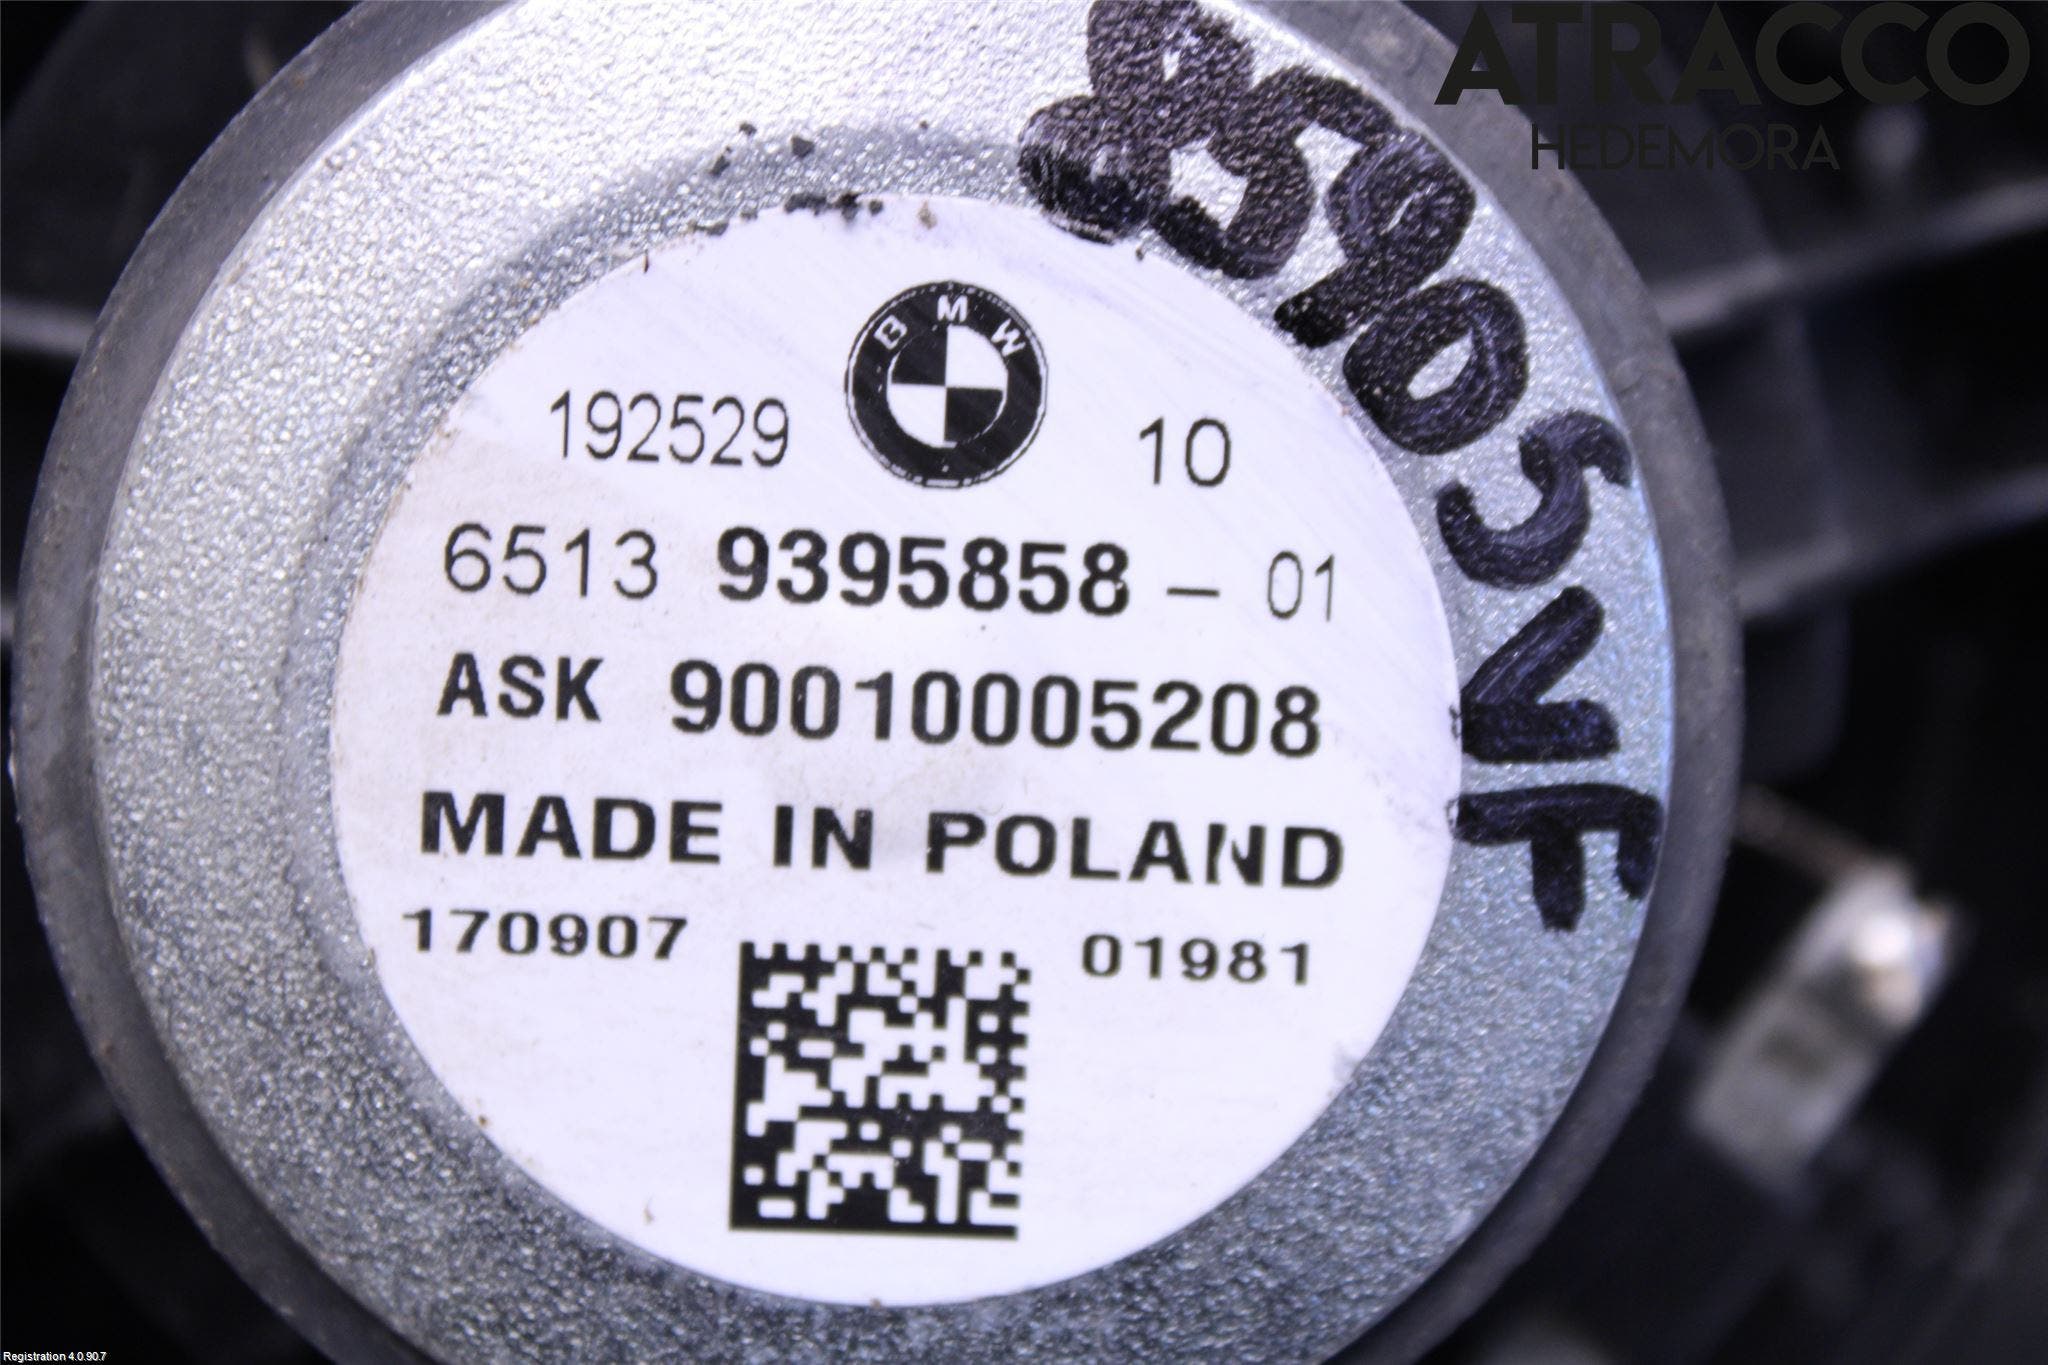 ATRACCO
HEDEMORA
BMW
192529 10
6513 9395858 - 01
ASK 90010005208
MADE IN POLAND
170907 01981
Registration 4.0.90.7